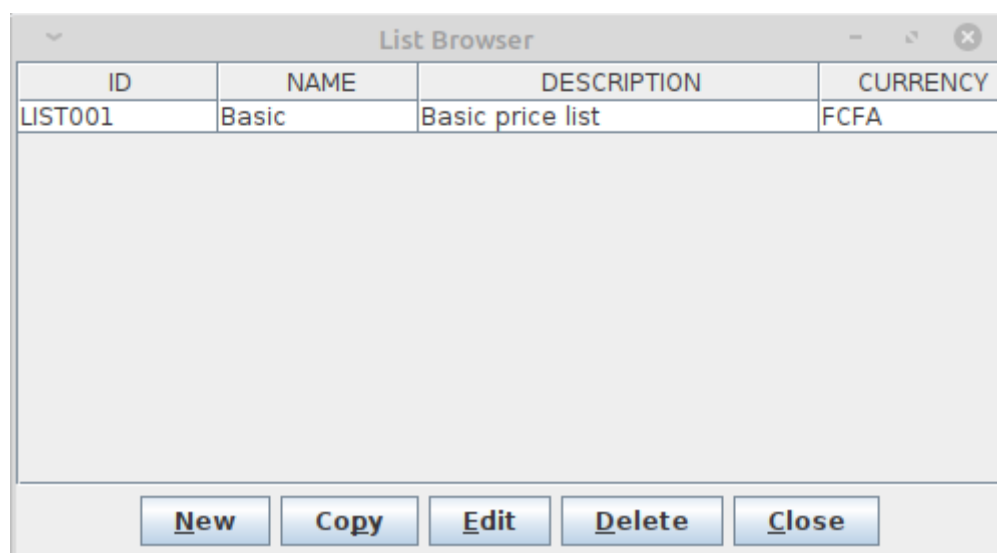 List Browser
ID NAME DESCRIPTION CURRENCY
LIST001 Basic Basic price list FCFA
New Copy Edit Delete Close